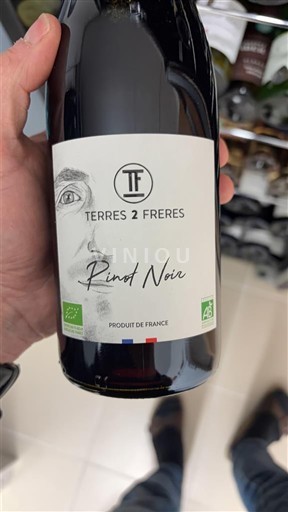 TF
TERRES 2 FRERES
VINIOU
Pinot Noir
PRODUIT DE FRANCE
AB